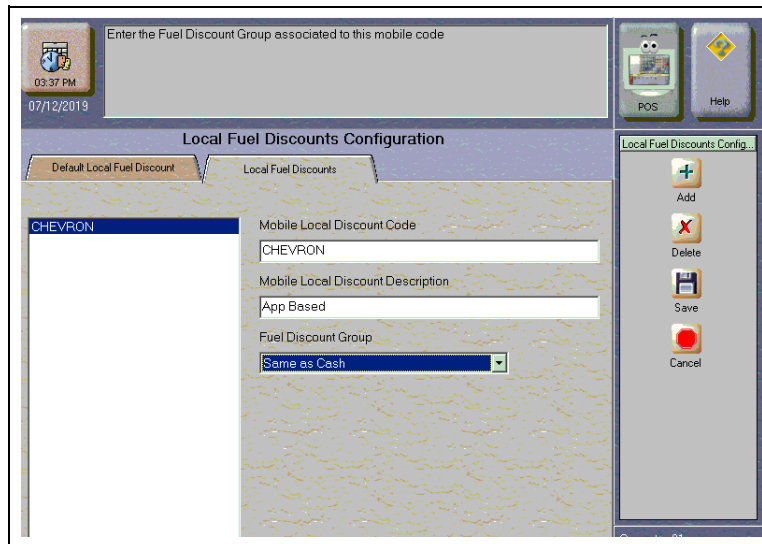 Enter the Fuel Discount Group associated to this mobile code
03:37 PM
07/12/2019
POS
Help
Local Fuel Discounts Configuration
Default Local Fuel Discount
Local Fuel Discounts
CHEVRON
Mobile Local Discount Code
CHEVRON
Mobile Local Discount Description
App Based
Fuel Discount Group
Same as Cash
Local Fuel Discounts Config...
Add
Delete
Save
Cancel